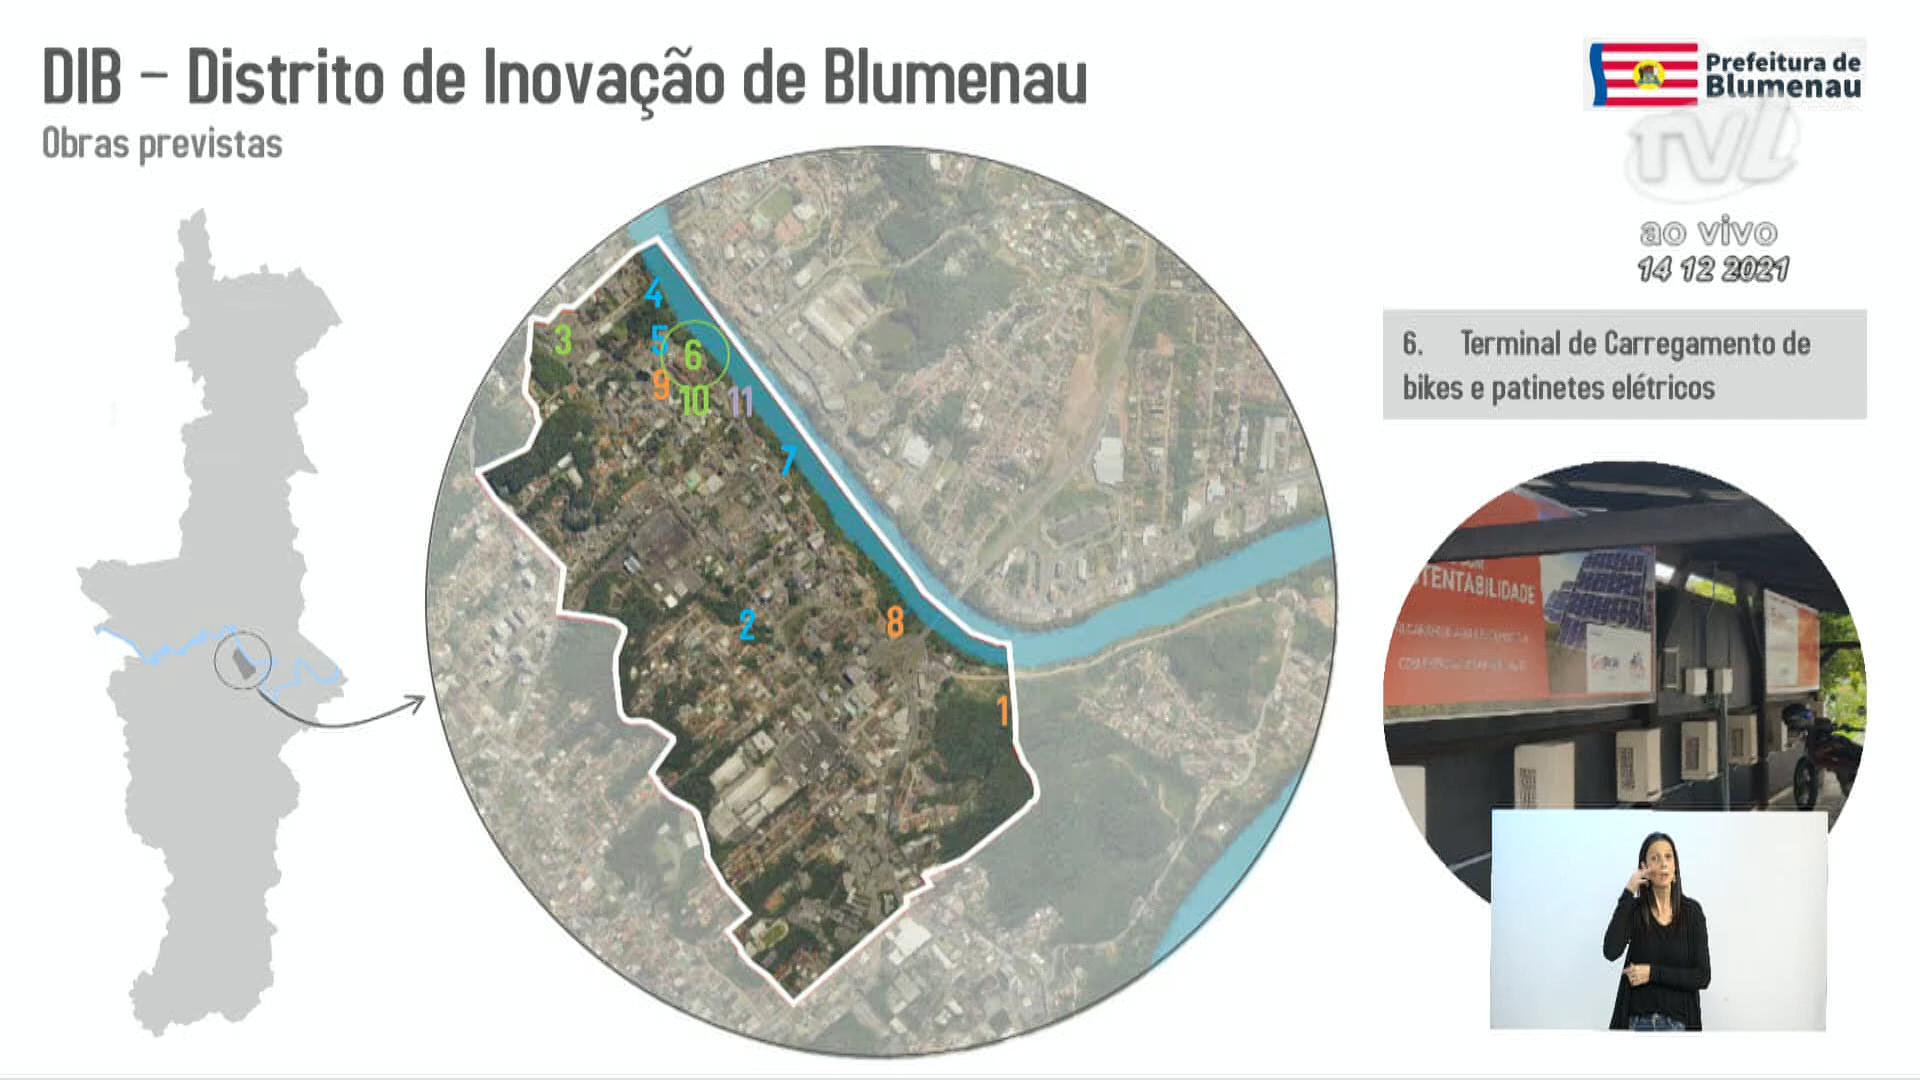 DIB – Distrito de Inovação de Blumenau
Obras previstas
Prefeitura de
Blumenau
TVL
ao vivo
14 12 2021
6. Terminal de Carregamento de
bikes e patinetes elétricos
4
3
5
6
9
10
11
7
2
8
1
TENTABILIDADE